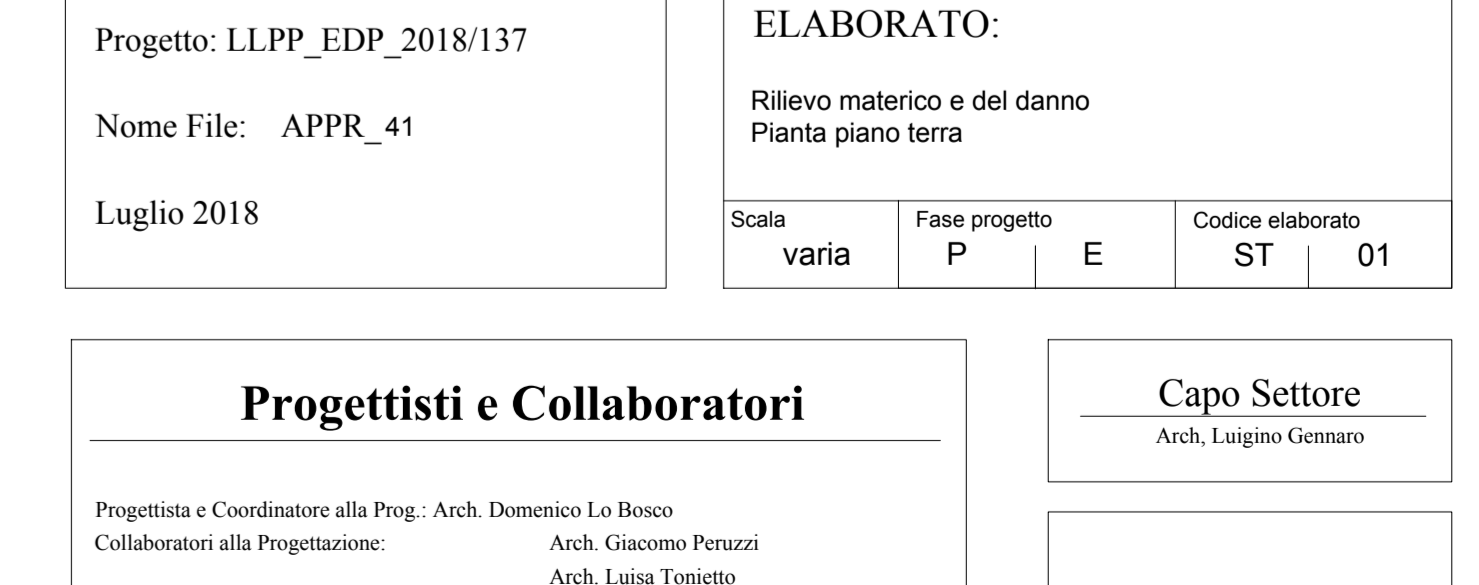 Progetto: LLPP_EDP_2018/137
Nome File: APPR_41
Luglio 2018
ELABORATO:
Rilievo materico e del danno
Pianta piano terra
Scala
varia
Fase progetto
P E
Codice elaborato
ST 01
Progettisti e Collaboratori
Progettista e Coordinatore alla Prog.: Arch. Domenico Lo Bosco
Collaboratori alla Progettazione: Arch. Giacomo Peruzzi
Arch. Luisa Tonietto
Capo Settore
Arch, Luigino Gennaro